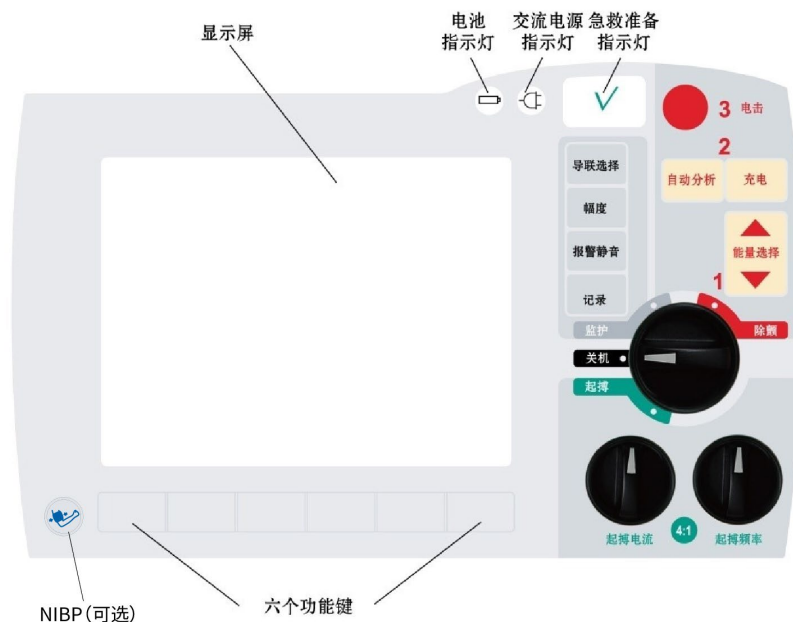 显示屏
电池
指示灯
交流电源
指示灯
急救准备
指示灯
3 电击
2
自动分析
充电
导联选择
幅度
报警静音
记录
能量选择
1
监护
除颤
关机
起搏
起搏电流
4:1
起搏频率
六个功能键
NIBP(可选)